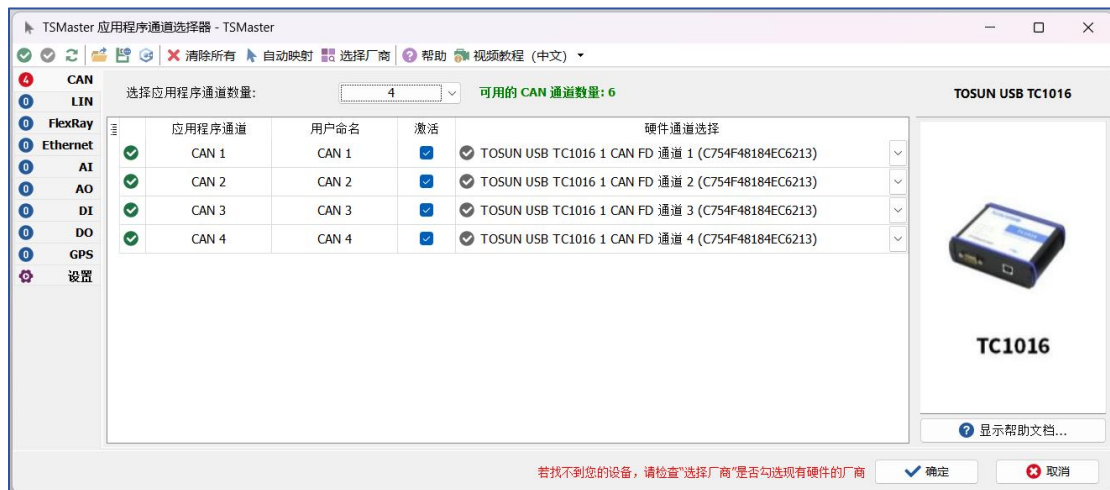 TSMaster 应用程序通道选择器 - TSMaster
清除所有 自动映射 选择厂商 帮助 视频教程 (中文)
4 CAN
0 LIN
0 FlexRay
0 Ethernet
0 AI
0 AO
0 DI
0 DO
0 GPS
设置
选择应用程序通道数量: 4 可用的 CAN 通道数量: 6
应用程序通道 用户命名 激活 硬件通道选择
CAN 1 CAN 1 TOSUN USB TC1016 1 CAN FD 通道 1 (C754F48184EC6213)
CAN 2 CAN 2 TOSUN USB TC1016 1 CAN FD 通道 2 (C754F48184EC6213)
CAN 3 CAN 3 TOSUN USB TC1016 1 CAN FD 通道 3 (C754F48184EC6213)
CAN 4 CAN 4 TOSUN USB TC1016 1 CAN FD 通道 4 (C754F48184EC6213)
TOSUN USB TC1016
TC1016
显示帮助文档...
若找不到您的设备，请检查“选择厂商”是否勾选现有硬件的厂商 确定 取消